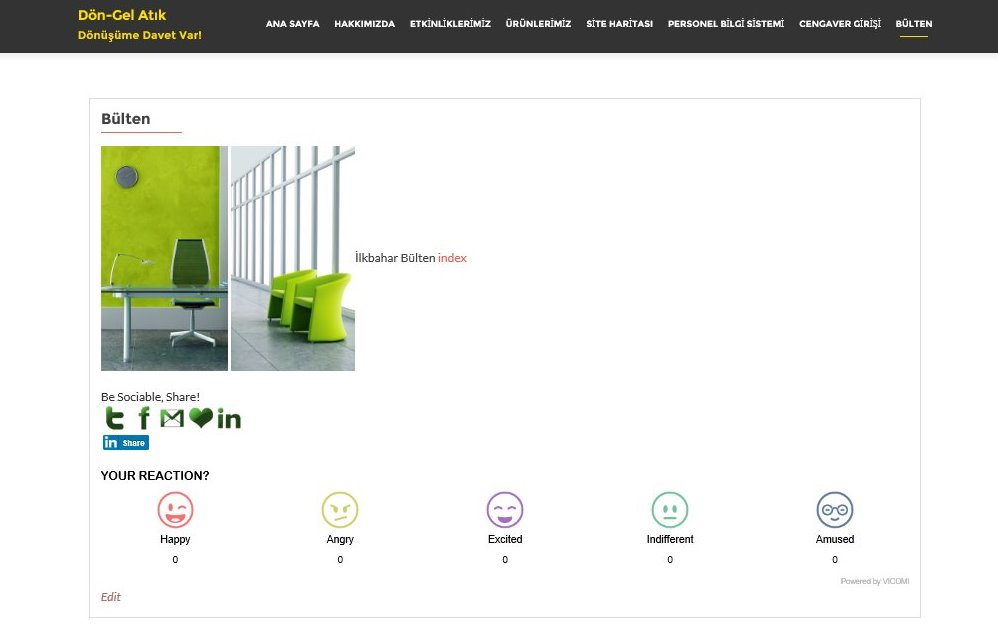 Dön-Gel Atık
Dönüşüme Davet Var!
ANA SAYFA HAKKIMIZDA ETKİNLİKLERİMİZ ÜRÜNLERİMİZ SİTE HARİTASI PERSONEL BİLGİ SİSTEMİ CENGAVER GİRİŞİ BÜLTEN
Bülten
İlkbahar Bülten index
Be Sociable, Share!
in Share
YOUR REACTION?
Happy Angry Excited Indifferent Amused
0 0 0 0 0
Powered by VICOMI
Edit